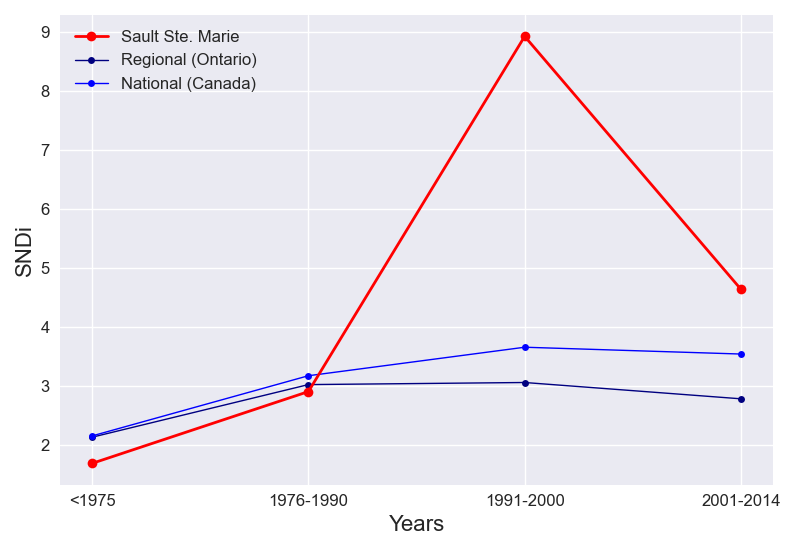 9
8
7
6
5
4
3
2
SNDi
Sault Ste. Marie
Regional (Ontario)
National (Canada)
<1975 1976-1990 1991-2000 2001-2014
Years